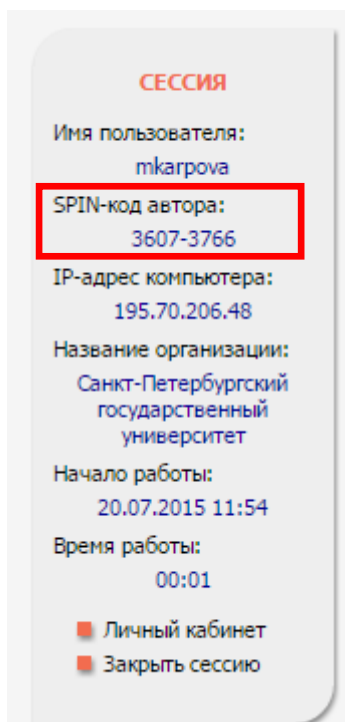 СЕССИЯ
Имя пользователя:
mkarpova
SPIN-код автора:
3607-3766
IP-адрес компьютера:
195.70.206.48
Название организации:
Санкт-Петербургский
государственный
университет
Начало работы:
20.07.2015 11:54
Время работы:
00:01
Личный кабинет
Закрыть сессию